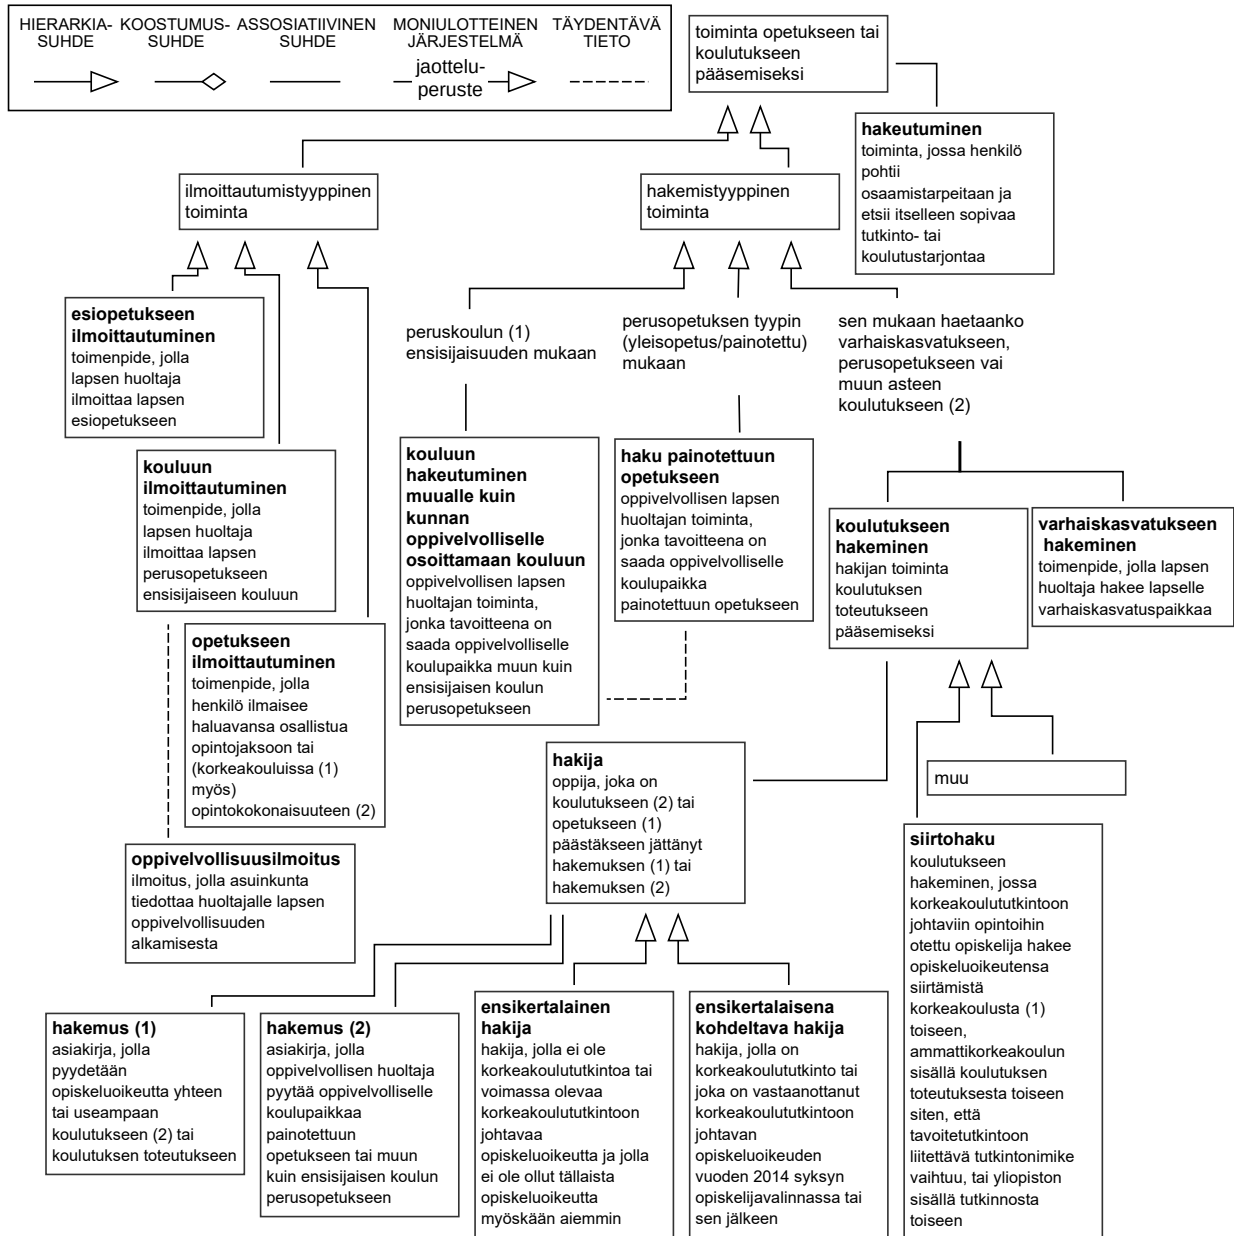 HIERARKIA-
SUHDE
KOOSTUMUS-
SUHDE
ASSOSIATIIVINEN
SUHDE
MONIULOTTEINEN
JÄRJESTELMÄ
jaottelu-
peruste
TÄYDENTÄVÄ
TIETO
toiminta opetukseen tai
koulutukseen
pääsemiseksi
hakeutuminen
toiminta, jossa henkilö
pohtii
osaamistarpeitaan ja
etsii itselleen sopivaa
tutkinto- tai
koulutustarjontaa
ilmoittautumistyyppinen
toiminta
hakemistyyppinen
toiminta
esiopetukseen
ilmoittautuminen
toimenpide, jolla
lapsen huoltaja
ilmoittaa lapsen
esiopetukseen
peruskoulun (1)
ensisijaisuuden mukaan
perusopetuksen tyypin
(yleisopetus/painotettu)
mukaan
sen mukaan haetaanko
varhaiskasvatukseen,
perusopetukseen vai
muun asteen
koulutukseen (2)
kouluun
ilmoittautuminen
toimenpide, jolla
lapsen huoltaja
ilmoittaa lapsen
perusopetukseen
ensisijaiseen kouluun
kouluun
hakeutuminen
muualle kuin
kunnan
oppivelvolliselle
osoittamaan kouluun
oppivelvollisen lapsen
huoltajan toiminta,
jonka tavoitteena on
saada oppivelvolliselle
koulupaikka muun kuin
ensisijaisen koulun
perusopetukseen
haku painotettuun
opetukseen
oppivelvollisen lapsen
huoltajan toiminta,
jonka tavoitteena on
saada oppivelvolliselle
koulupaikka
painotettuun opetukseen
koulutukseen
hakeminen
hakijan toiminta
koulutuksen
toteutukseen
pääsemiseksi
varhaiskasvatukseen
hakeminen
toimenpide, jolla lapsen
huoltaja hakee lapselle
varhaiskasvatuspaikkaa
opetukseen
ilmoittautuminen
toimenpide, jolla
henkilö ilmaisee
haluavansa osallistua
opintojaksoon tai
(korkeakouluissa (1)
myös)
opintokokonaisuuteen (2)
hakija
oppija, joka on
koulutukseen (2) tai
opetukseen (1)
päästäkseen jättänyt
hakemuksen (1) tai
hakemuksen (2)
muu
oppivelvollisuusilmoitus
ilmoitus, jolla asuinkunta
tiedottaa huoltajalle lapsen
oppivelvollisuuden
alkamisesta
siirtohaku
koulutukseen
hakeminen, jossa
korkeakoulututkintoon
johtaviin opintoihin
otettu opiskelija hakee
opiskeluoikeutensa
siirtämistä
korkeakoulusta (1)
toiseen,
ammattikorkeakoulun
sisällä koulutuksen
toteutuksesta toiseen
siten, että
tavoitetutkintoon
liitettävä tutkintonimike
vaihtuu, tai yliopiston
sisällä tutkinnosta
toiseen
hakemus (1)
asiakirja, jolla
pyydetään
opiskeluoikeutta yhteen
tai useampaan
koulutukseen (2) tai
koulutuksen toteutukseen
hakemus (2)
asiakirja, jolla
oppivelvollisen huoltaja
pyytää oppivelvolliselle
koulupaikkaa
painotettuun
opetukseen tai muun
kuin ensisijaisen koulun
perusopetukseen
ensikertalainen
hakija
hakija, jolla ei ole
korkeakoulututkintoa tai
voimassa olevaa
korkeakoulututkintoon
johtavaa
opiskeluoikeutta ja jolla
ei ole ollut tällaista
opiskeluoikeutta
myöskään aiemmin
ensikertalaisena
kohdeltava hakija
hakija, jolla on
korkeakoulututkinto tai
joka on vastaanottanut
korkeakoulututkintoon
johtavan
opiskeluoikeuden
vuoden 2014 syksyn
opiskelijavalinnassa tai
sen jälkeen